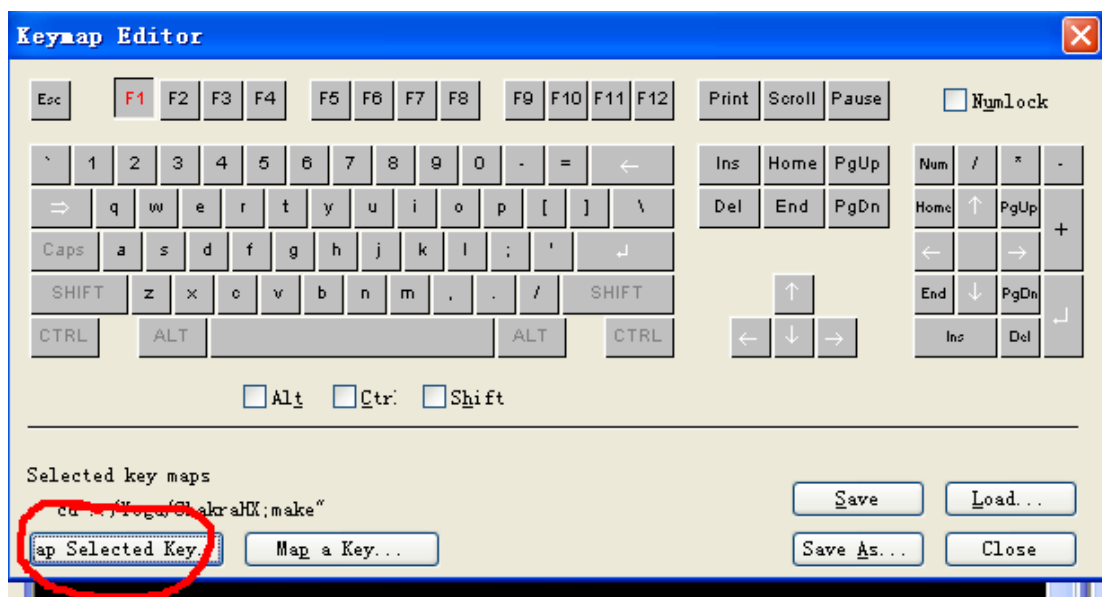 Keymap Editor
Esc F1 F2 F3 F4 F5 F6 F7 F8 F9 F10 F11 F12 Print Scroll Pause Numlock
` 1 2 3 4 5 6 7 8 9 0 - = ← Ins Home PgUp Num / * -
⇒ q w e r t y u i o p [ ] \ Del End PgDn Home ↑ PgUp +
Caps a s d f g h j k l ; ' ↵ ← →
SHIFT z x c v b n m , . / SHIFT ↑ End ↓ PgDn ↵
CTRL ALT ALT CTRL ← ↓ → Ins Del
Alt Ctrl Shift
Selected key maps
cd ChakraHX;make"
Save Load...
ap Selected Key. Map a Key... Save As... Close